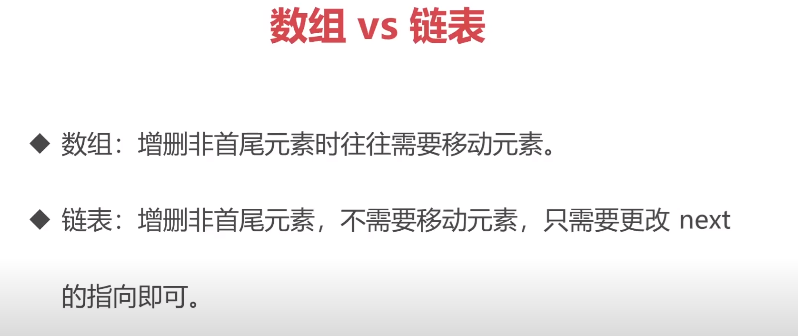 数组 vs 链表
◆ 数组：增删非首尾元素时往往需要移动元素。
◆ 链表：增删非首尾元素，不需要移动元素，只需要更改 next
的指向即可。